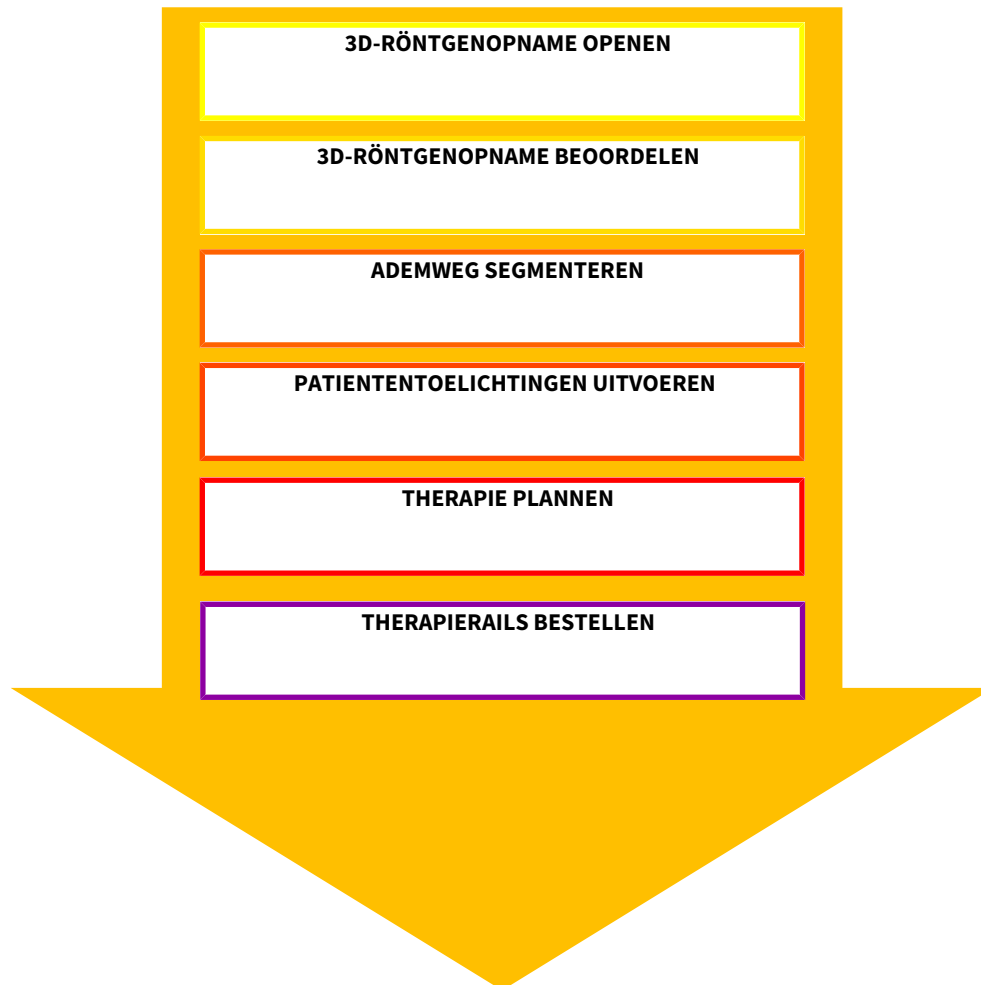 3D-RÖNTGENOPNAME OPENEN
3D-RÖNTGENOPNAME BEOORDELEN
ADEMWEG SEGMENTEREN
PATIENTENTOELICHTINGEN UITVOEREN
THERAPIE PLANNEN
THERAPIERAILS BESTELLEN